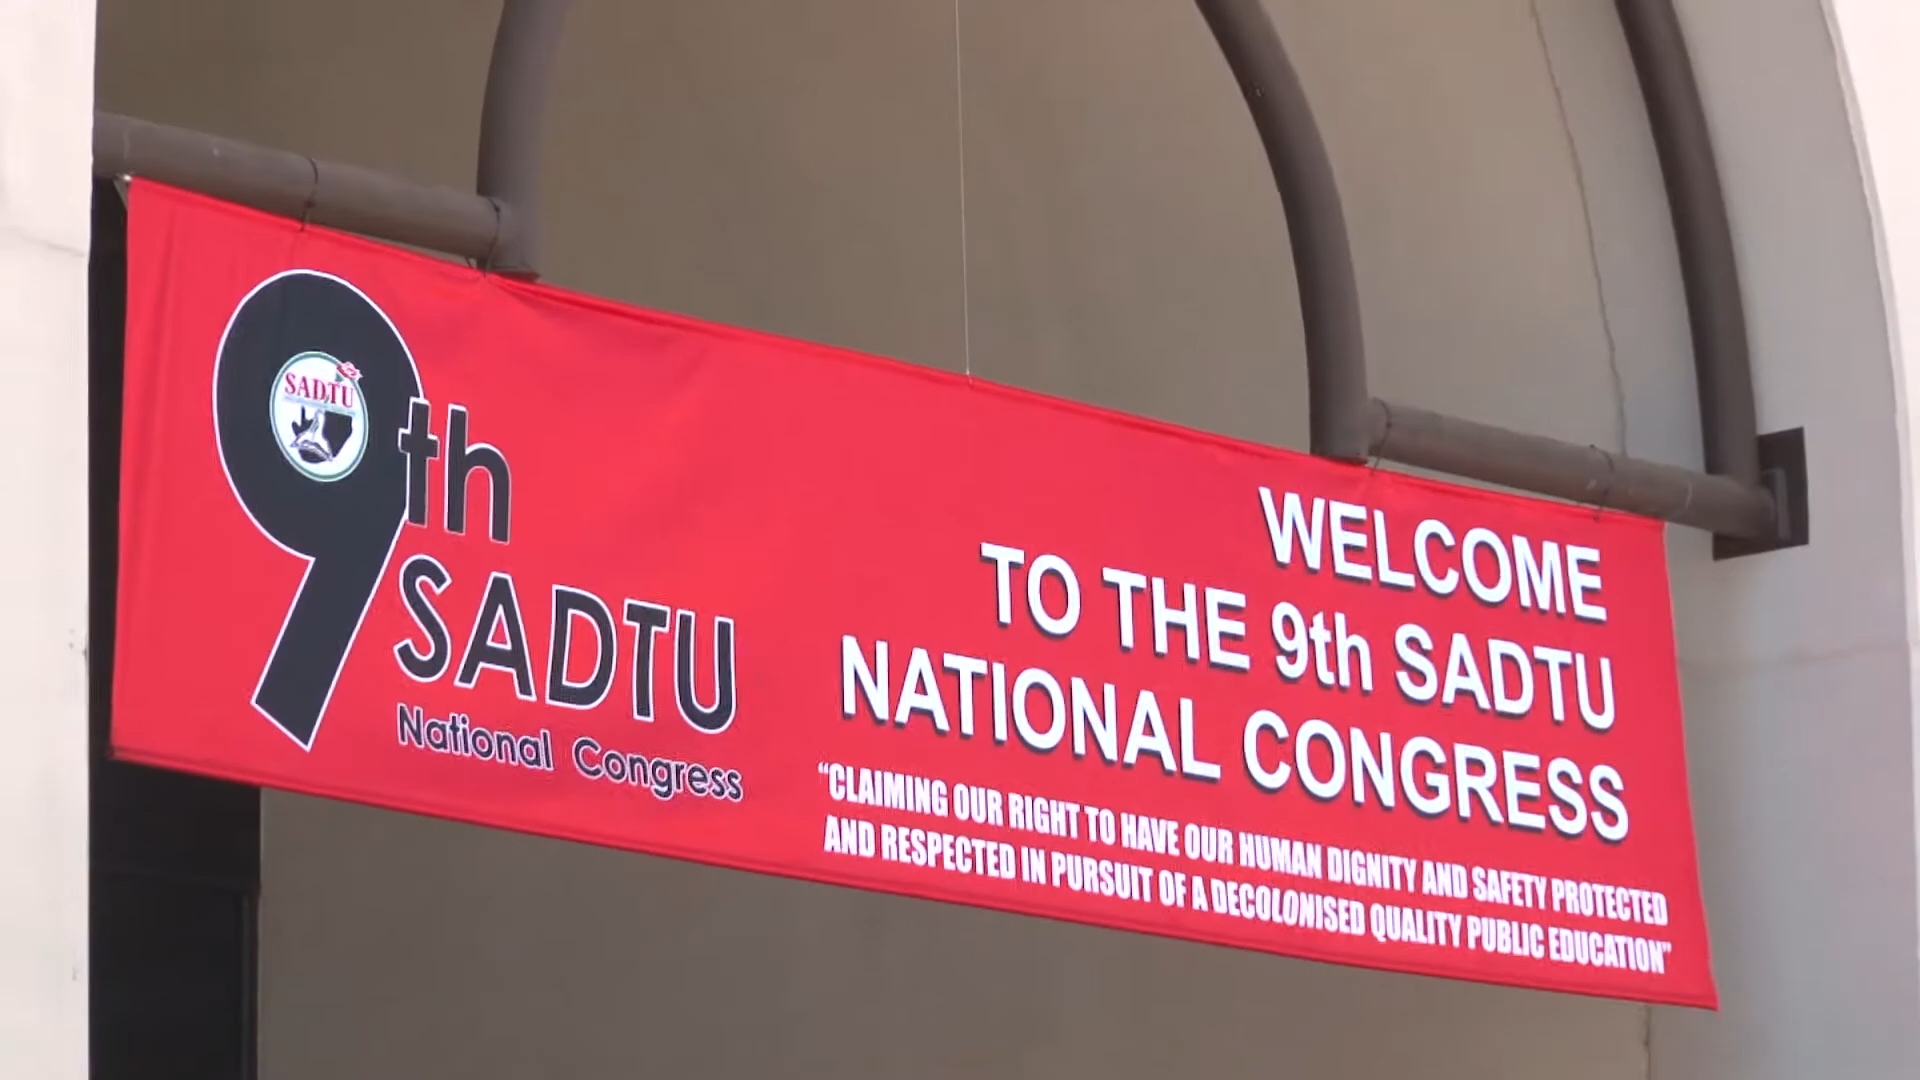 SADTU
9th
SADTU
National Congress
WELCOME
TO THE 9th SADTU
NATIONAL CONGRESS
“CLAIMING OUR RIGHT TO HAVE OUR HUMAN DIGNITY AND SAFETY PROTECTED
AND RESPECTED IN PURSUIT OF A DECOLONISED QUALITY PUBLIC EDUCATION”